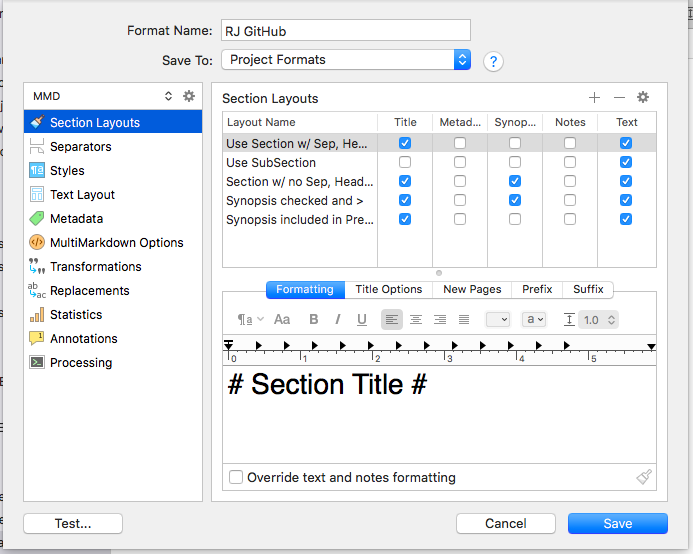 Format Name: RJ GitHub
Save To: Project Formats ?
MMD
Section Layouts
Separators
Styles
Text Layout
Metadata
MultiMarkdown Options
Transformations
Replacements
Statistics
Annotations
Processing
Section Layouts
Layout Name Title Metad... Synop... Notes Text
Use Section w/ Sep, He...
Use SubSection
Section w/ no Sep, Head...
Synopsis checked and >
Synopsis included in Pre...
Formatting Title Options New Pages Prefix Suffix
¶a Aa B I U a 1.0
0 1 2 3 4 5
# Section Title #
Override text and notes formatting
Test... Cancel Save